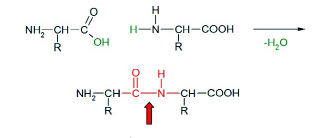 O H
NH₂—CH—C H—N—CH—COOH
R OH R -H₂O
O H
NH₂—CH—C—N—CH—COOH
R R